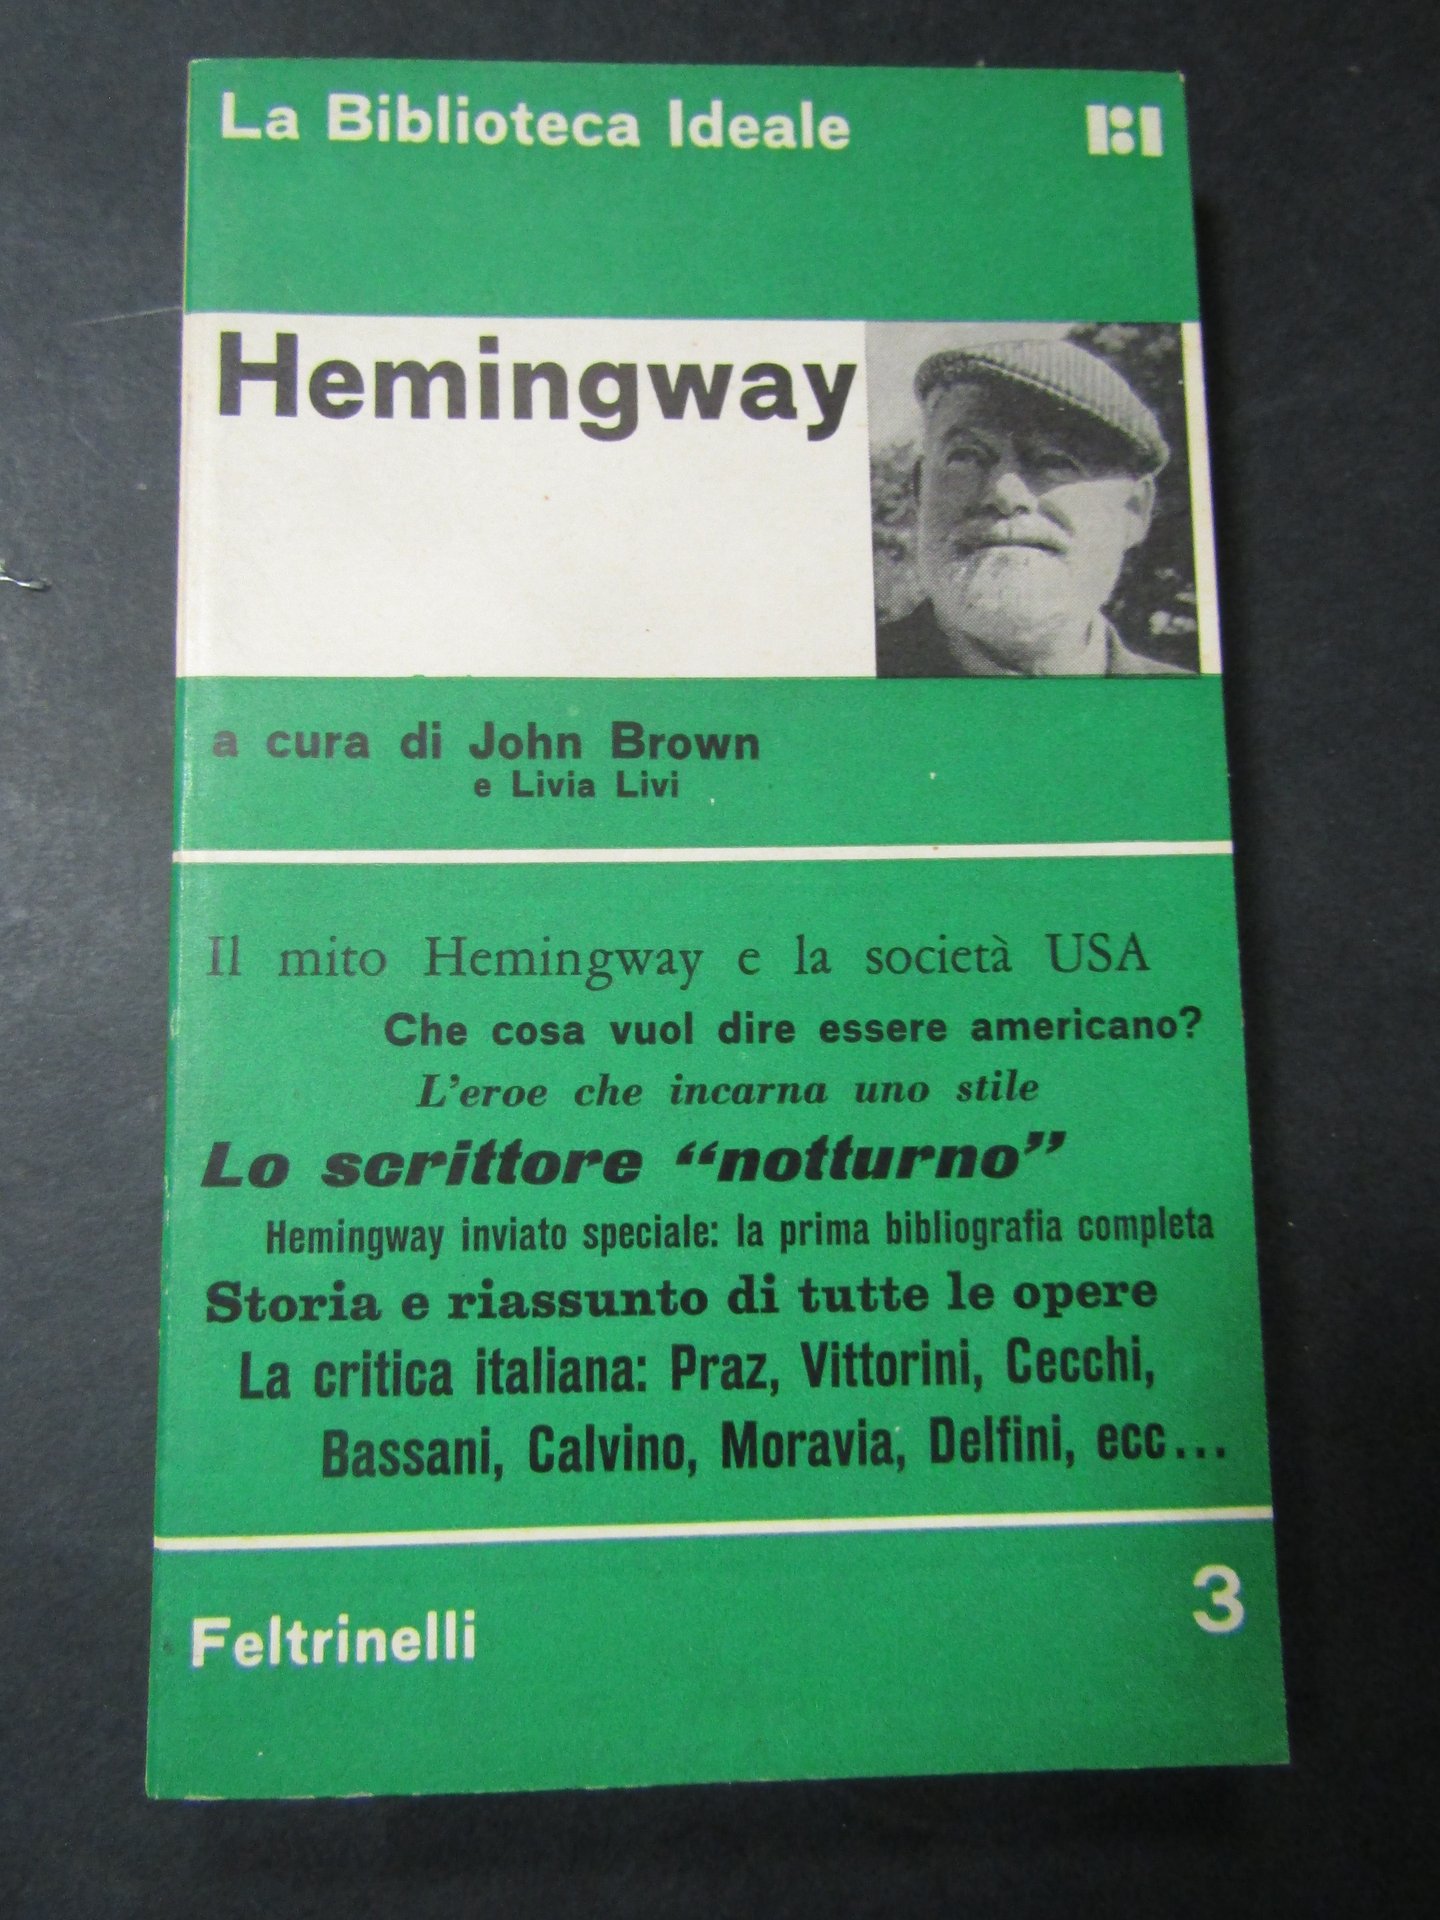 La Biblioteca Ideale
BI
Hemingway
a cura di John Brown
e Livia Livi
Il mito Hemingway e la società USA
Che cosa vuol dire essere americano?
L'eroe che incarna uno stile
Lo scrittore “notturno”
Hemingway inviato speciale: la prima bibliografia completa
Storia e riassunto di tutte le opere
La critica italiana: Praz, Vittorini, Cecchi,
Bassani, Calvino, Moravia, Delfini, ecc...
3
Feltrinelli